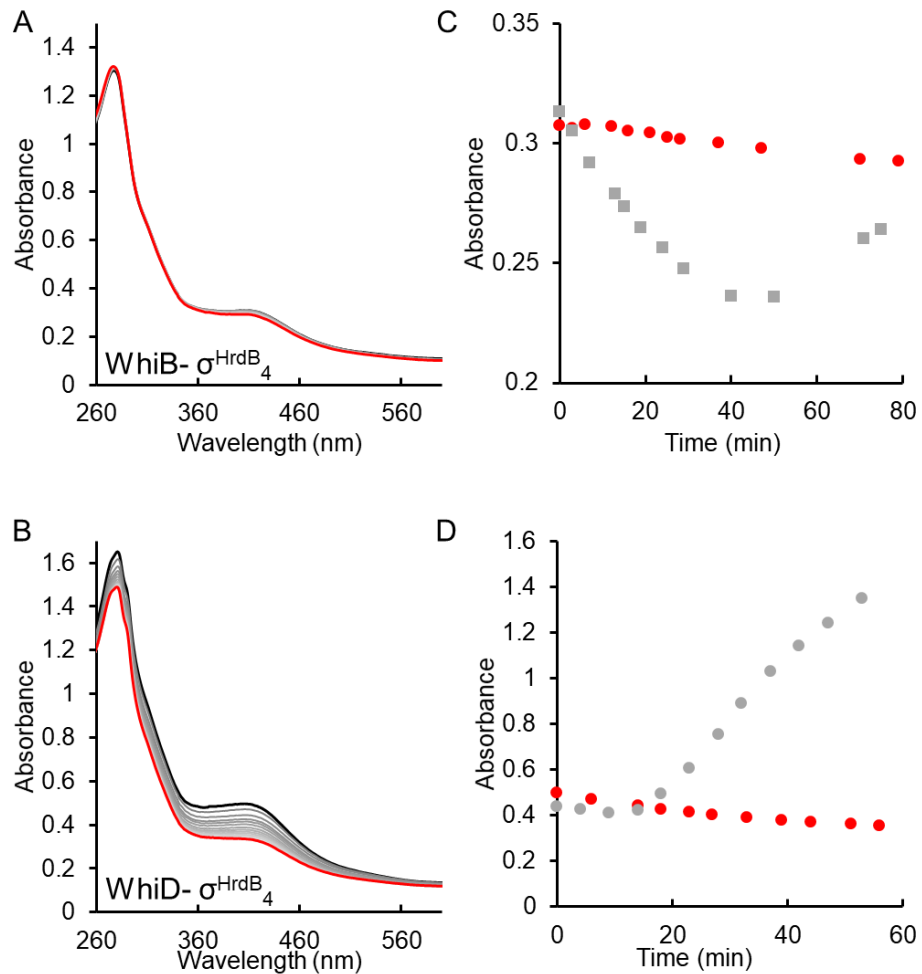 A
1.4
1.2
1
0.8
0.6
0.4
0.2
0
Absorbance
WhiB- σHrdB4
260 360 460 560
Wavelength (nm)
C
0.35
0.3
0.25
0.2
Absorbance
0 20 40 60 80
Time (min)
B
1.6
1.4
1.2
1
0.8
0.6
0.4
0.2
0
Absorbance
WhiD- σHrdB4
260 360 460 560
Wavelength (nm)
D
1.6
1.4
1.2
1
0.8
0.6
0.4
0.2
0
Absorbance
0 20 40 60
Time (min)